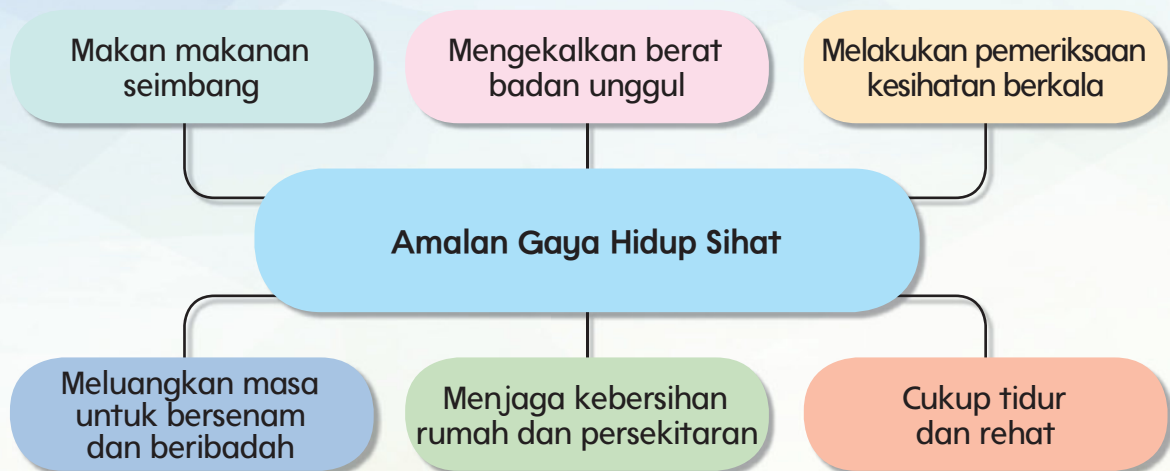 Makan makanan
seimbang
Mengekalkan berat
badan unggul
Melakukan pemeriksaan
kesihatan berkala
Amalan Gaya Hidup Sihat
Meluangkan masa
untuk bersenam
dan beribadah
Menjaga kebersihan
rumah dan persekitaran
Cukup tidur
dan rehat